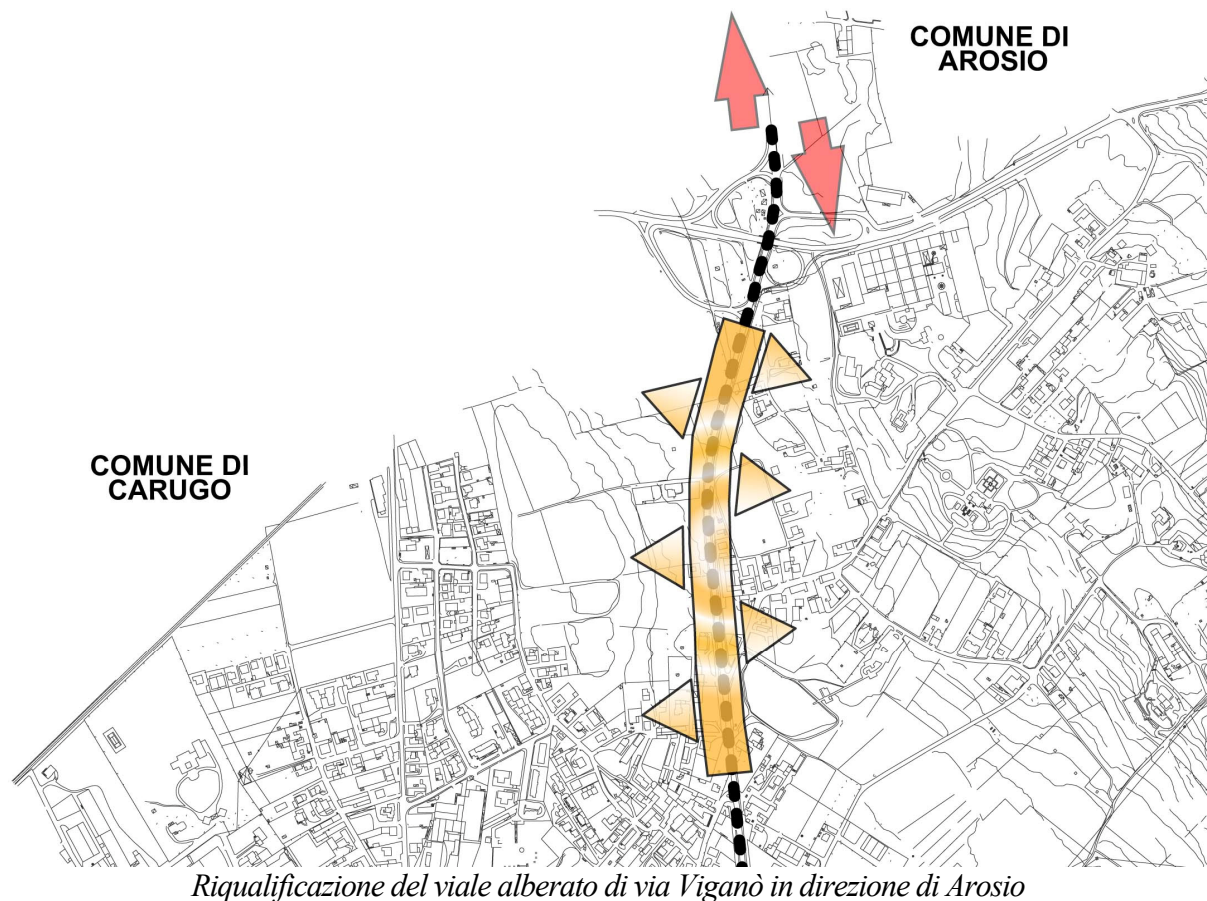 COMUNE DI
AROSIO
COMUNE DI
CARUGO
Riqualificazione del viale alberato di via Viganò in direzione di Arosio